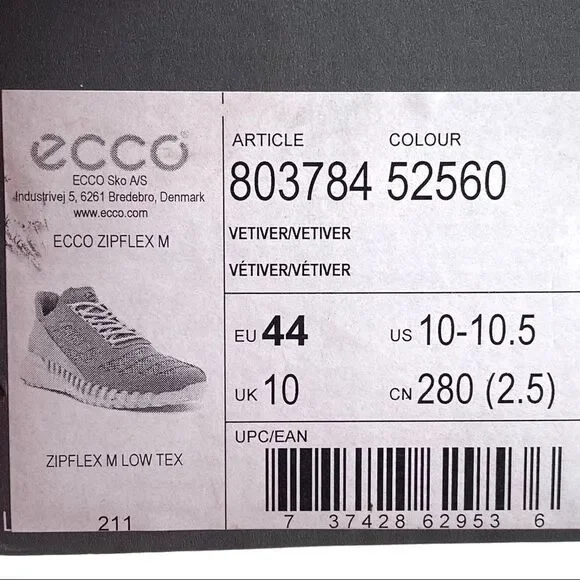 ecco®
ECCO Sko A/S
Industrivej 5, 6261 Bredebro, Denmark
www.ecco.com
ECCO ZIPFLEX M
ZIPFLEX M LOW TEX
211
ARTICLE COLOUR
803784 52560
VETIVER/VETIVER
VÉTIVER/VÉTIVER
EU 44 US 10-10.5
UK 10 CN 280 (2.5)
UPC/EAN
7 37428 62953 6